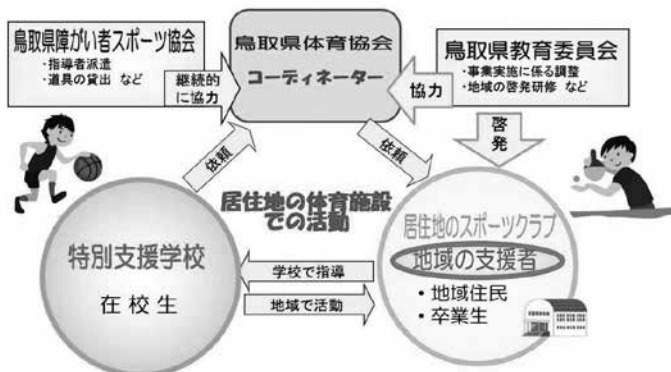 鳥取県障がい者スポーツ協会
・指導者派遣
・道具の貸出 など
継続的
に協力
鳥取県体育協会
コーディネーター
協力
鳥取県教育委員会
・事業実施に係る調整
・地域の啓発研修 など
啓発
依頼
依頼
居住地の体育施設
での活動
特別支援学校
在校生
学校で指導
地域で活動
居住地のスポーツクラブ
地域の支援者
・地域住民
・卒業生